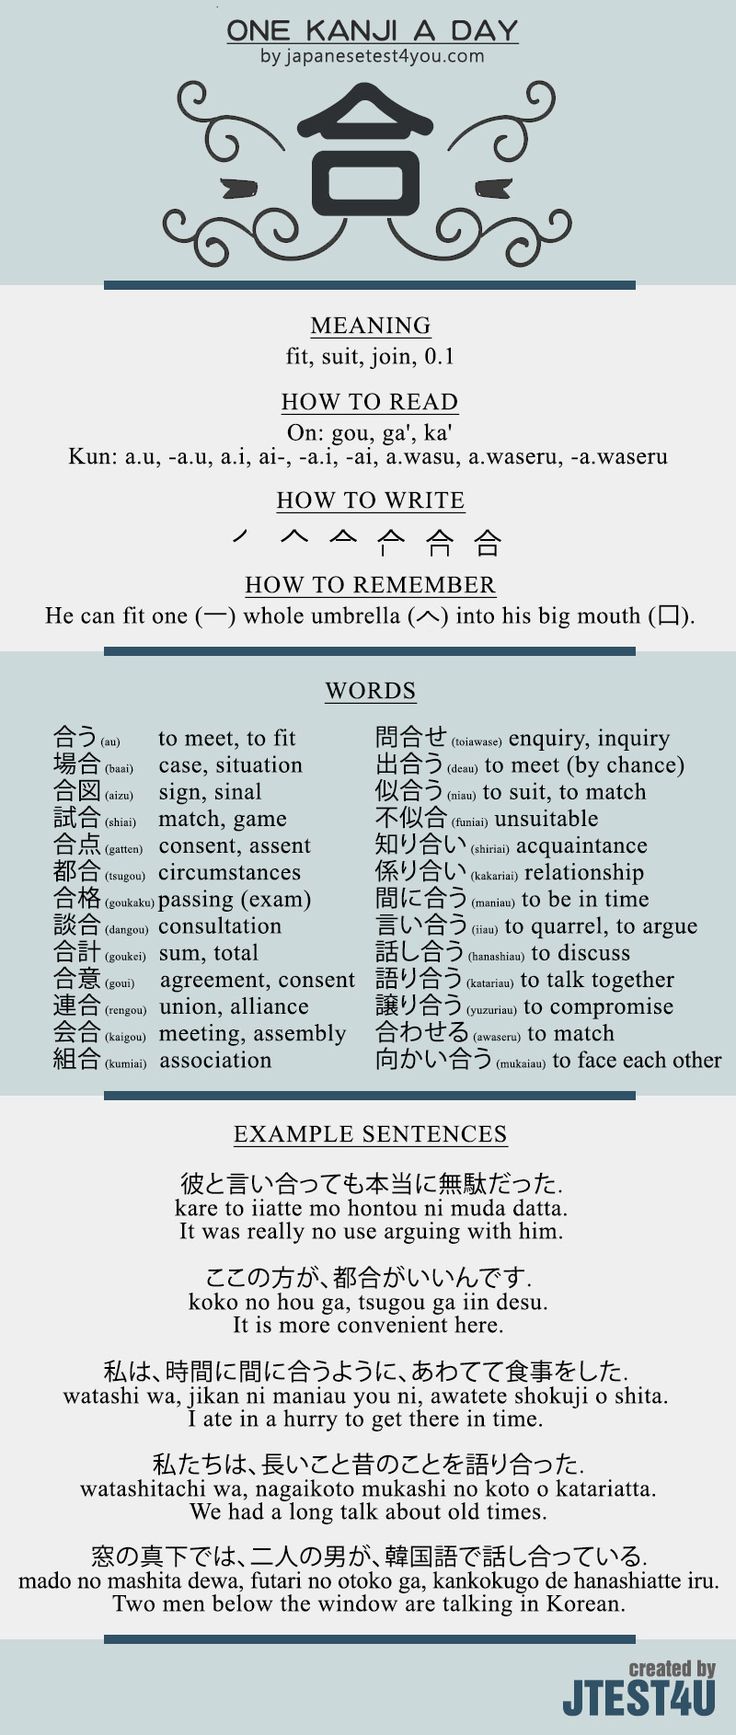 ONE KANJI A DAY
by japanesetest4you.com
合
MEANING
fit, suit, join, 0.1
HOW TO READ
On: gou, ga', ka'
Kun: a.u, -a.u, a.i, ai-, -a.i, -ai, a.wasu, a.waseru, -a.waseru
HOW TO WRITE
合
HOW TO REMEMBER
He can fit one (一) whole umbrella (へ) into his big mouth (口).
WORDS
合う (au) to meet, to fit
場合 (baai) case, situation
合図 (aizu) sign, sinal
試合 (shiai) match, game
合点 (gatten) consent, assent
都合 (tsugou) circumstances
合格 (goukaku) passing (exam)
談合 (dangou) consultation
合計 (goukei) sum, total
合意 (goui) agreement, consent
連合 (rengou) union, alliance
会合 (kaigou) meeting, assembly
組合 (kumiai) association
問合せ (toiawase) enquiry, inquiry
出合う (deau) to meet (by chance)
似合う (niau) to suit, to match
不似合 (funiai) unsuitable
知り合い (shiriai) acquaintance
係り合い (kakariai) relationship
間に合う (maniau) to be in time
言い合う (iiau) to quarrel, to argue
話し合う (hanashiau) to discuss
語り合う (katariau) to talk together
譲り合う (yuzuriau) to compromise
合わせる (awaseru) to match
向かい合う (mukaiau) to face each other
EXAMPLE SENTENCES
彼と言い合っても本当に無駄だった.
kare to iiatte mo hontou ni muda datta.
It was really no use arguing with him.
ここの方が、都合がいいんです.
koko no hou ga, tsugou ga iin desu.
It is more convenient here.
私は、時間に間に合うように、あわてて食事をした.
watashi wa, jikan ni maniau you ni, awatete shokuji o shita.
I ate in a hurry to get there in time.
私たちは、長いこと昔のことを語り合った.
watashitachi wa, nagaikoto mukashi no koto o katariatta.
We had a long talk about old times.
窓の真下では、二人の男が、韓国語で話し合っている.
mado no mashita dewa, futari no otoko ga, kankokugo de hanashiatte iru.
Two men below the window are talking in Korean.
created by
JTEST4U